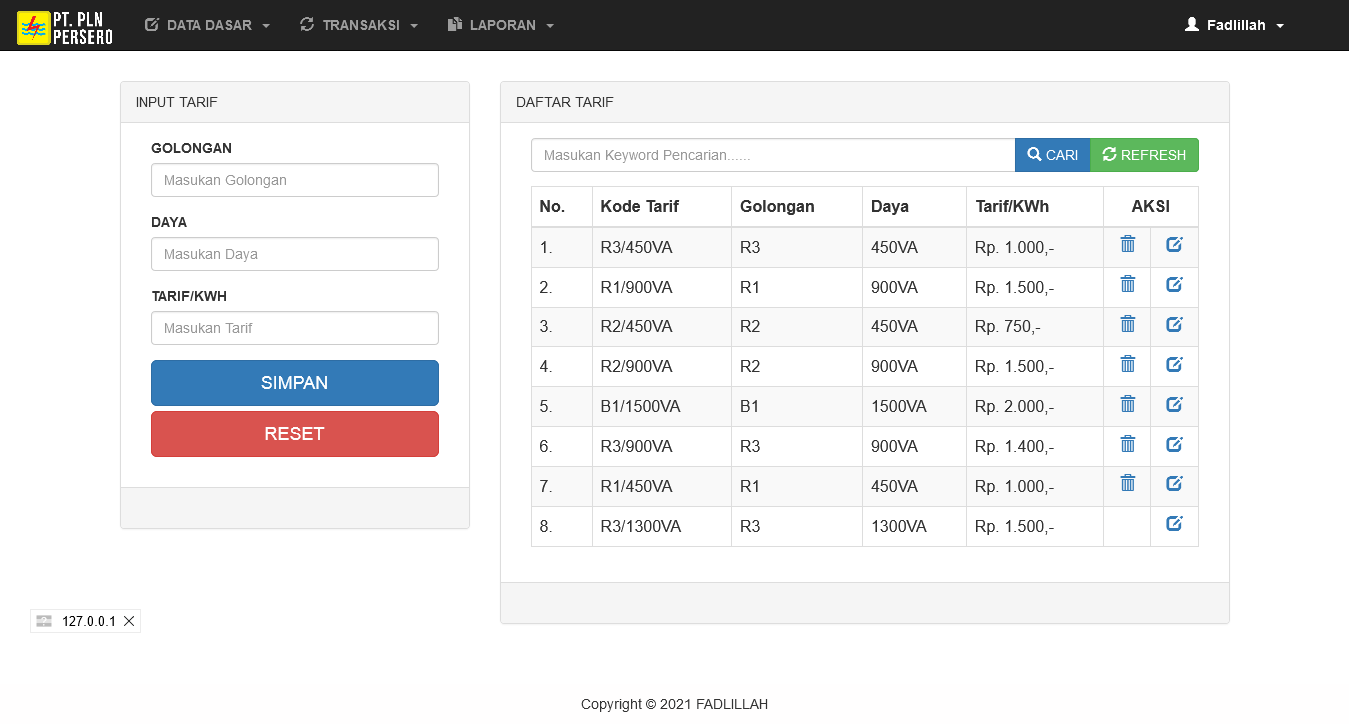 PT. PLN
PERSERO
DATA DASAR
TRANSAKSI
LAPORAN
Fadlillah
INPUT TARIF
GOLONGAN
Masukan Golongan
DAYA
Masukan Daya
TARIF/KWH
Masukan Tarif
SIMPAN
RESET
DAFTAR TARIF
Masukan Keyword Pencarian......
CARI
REFRESH
No. Kode Tarif Golongan Daya Tarif/KWh AKSI
1. R3/450VA R3 450VA Rp. 1.000,-
2. R1/900VA R1 900VA Rp. 1.500,-
3. R2/450VA R2 450VA Rp. 750,-
4. R2/900VA R2 900VA Rp. 1.500,-
5. B1/1500VA B1 1500VA Rp. 2.000,-
6. R3/900VA R3 900VA Rp. 1.400,-
7. R1/450VA R1 450VA Rp. 1.000,-
8. R3/1300VA R3 1300VA Rp. 1.500,-
127.0.0.1
Copyright © 2021 FADLILLAH